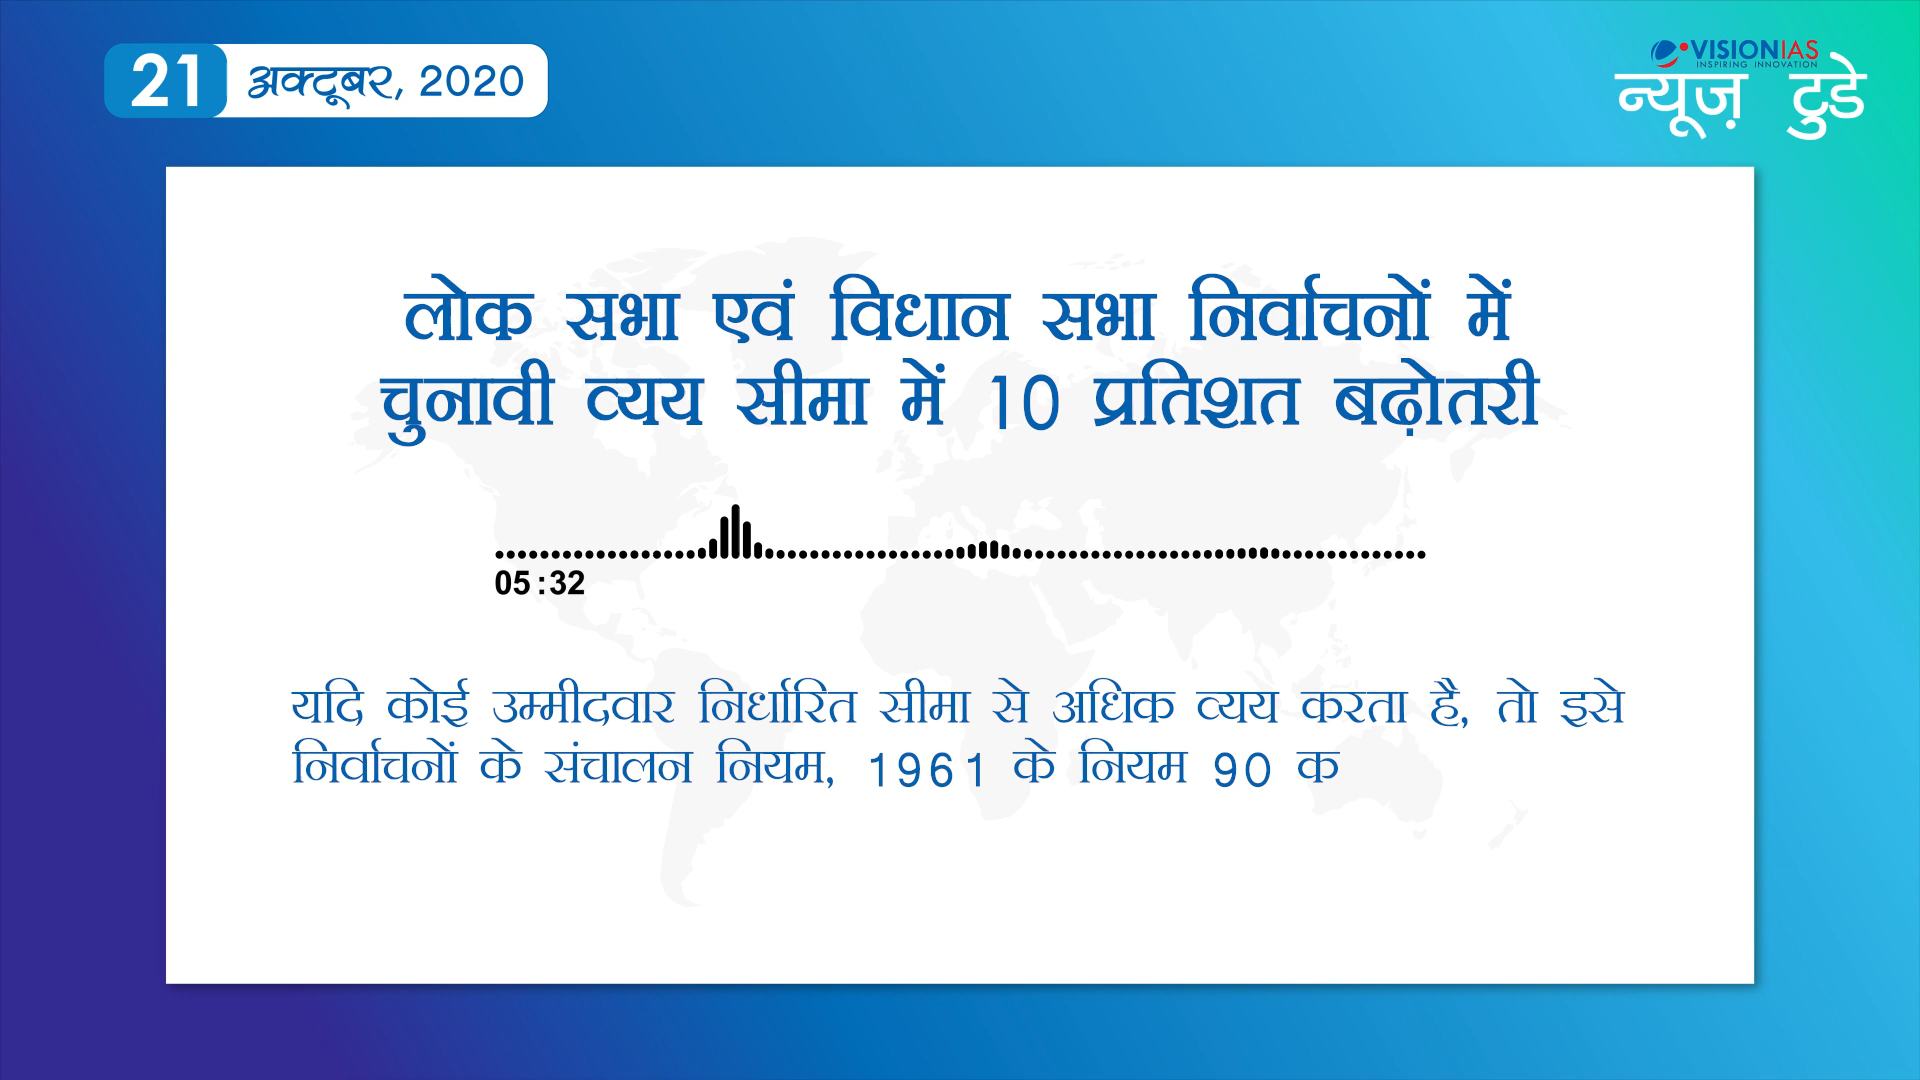 21 अक्टूबर, 2020
VISIONIAS
INSPIRING INNOVATION
न्यूज़ टुडे
लोक सभा एवं विधान सभा निर्वाचनों में
चुनावी व्यय सीमा में 10 प्रतिशत बढ़ोतरी
05:32
यदि कोई उम्मीदवार निर्धारित सीमा से अधिक व्यय करता है, तो इसे
निर्वाचनों के संचालन नियम, 1961 के नियम 90 क